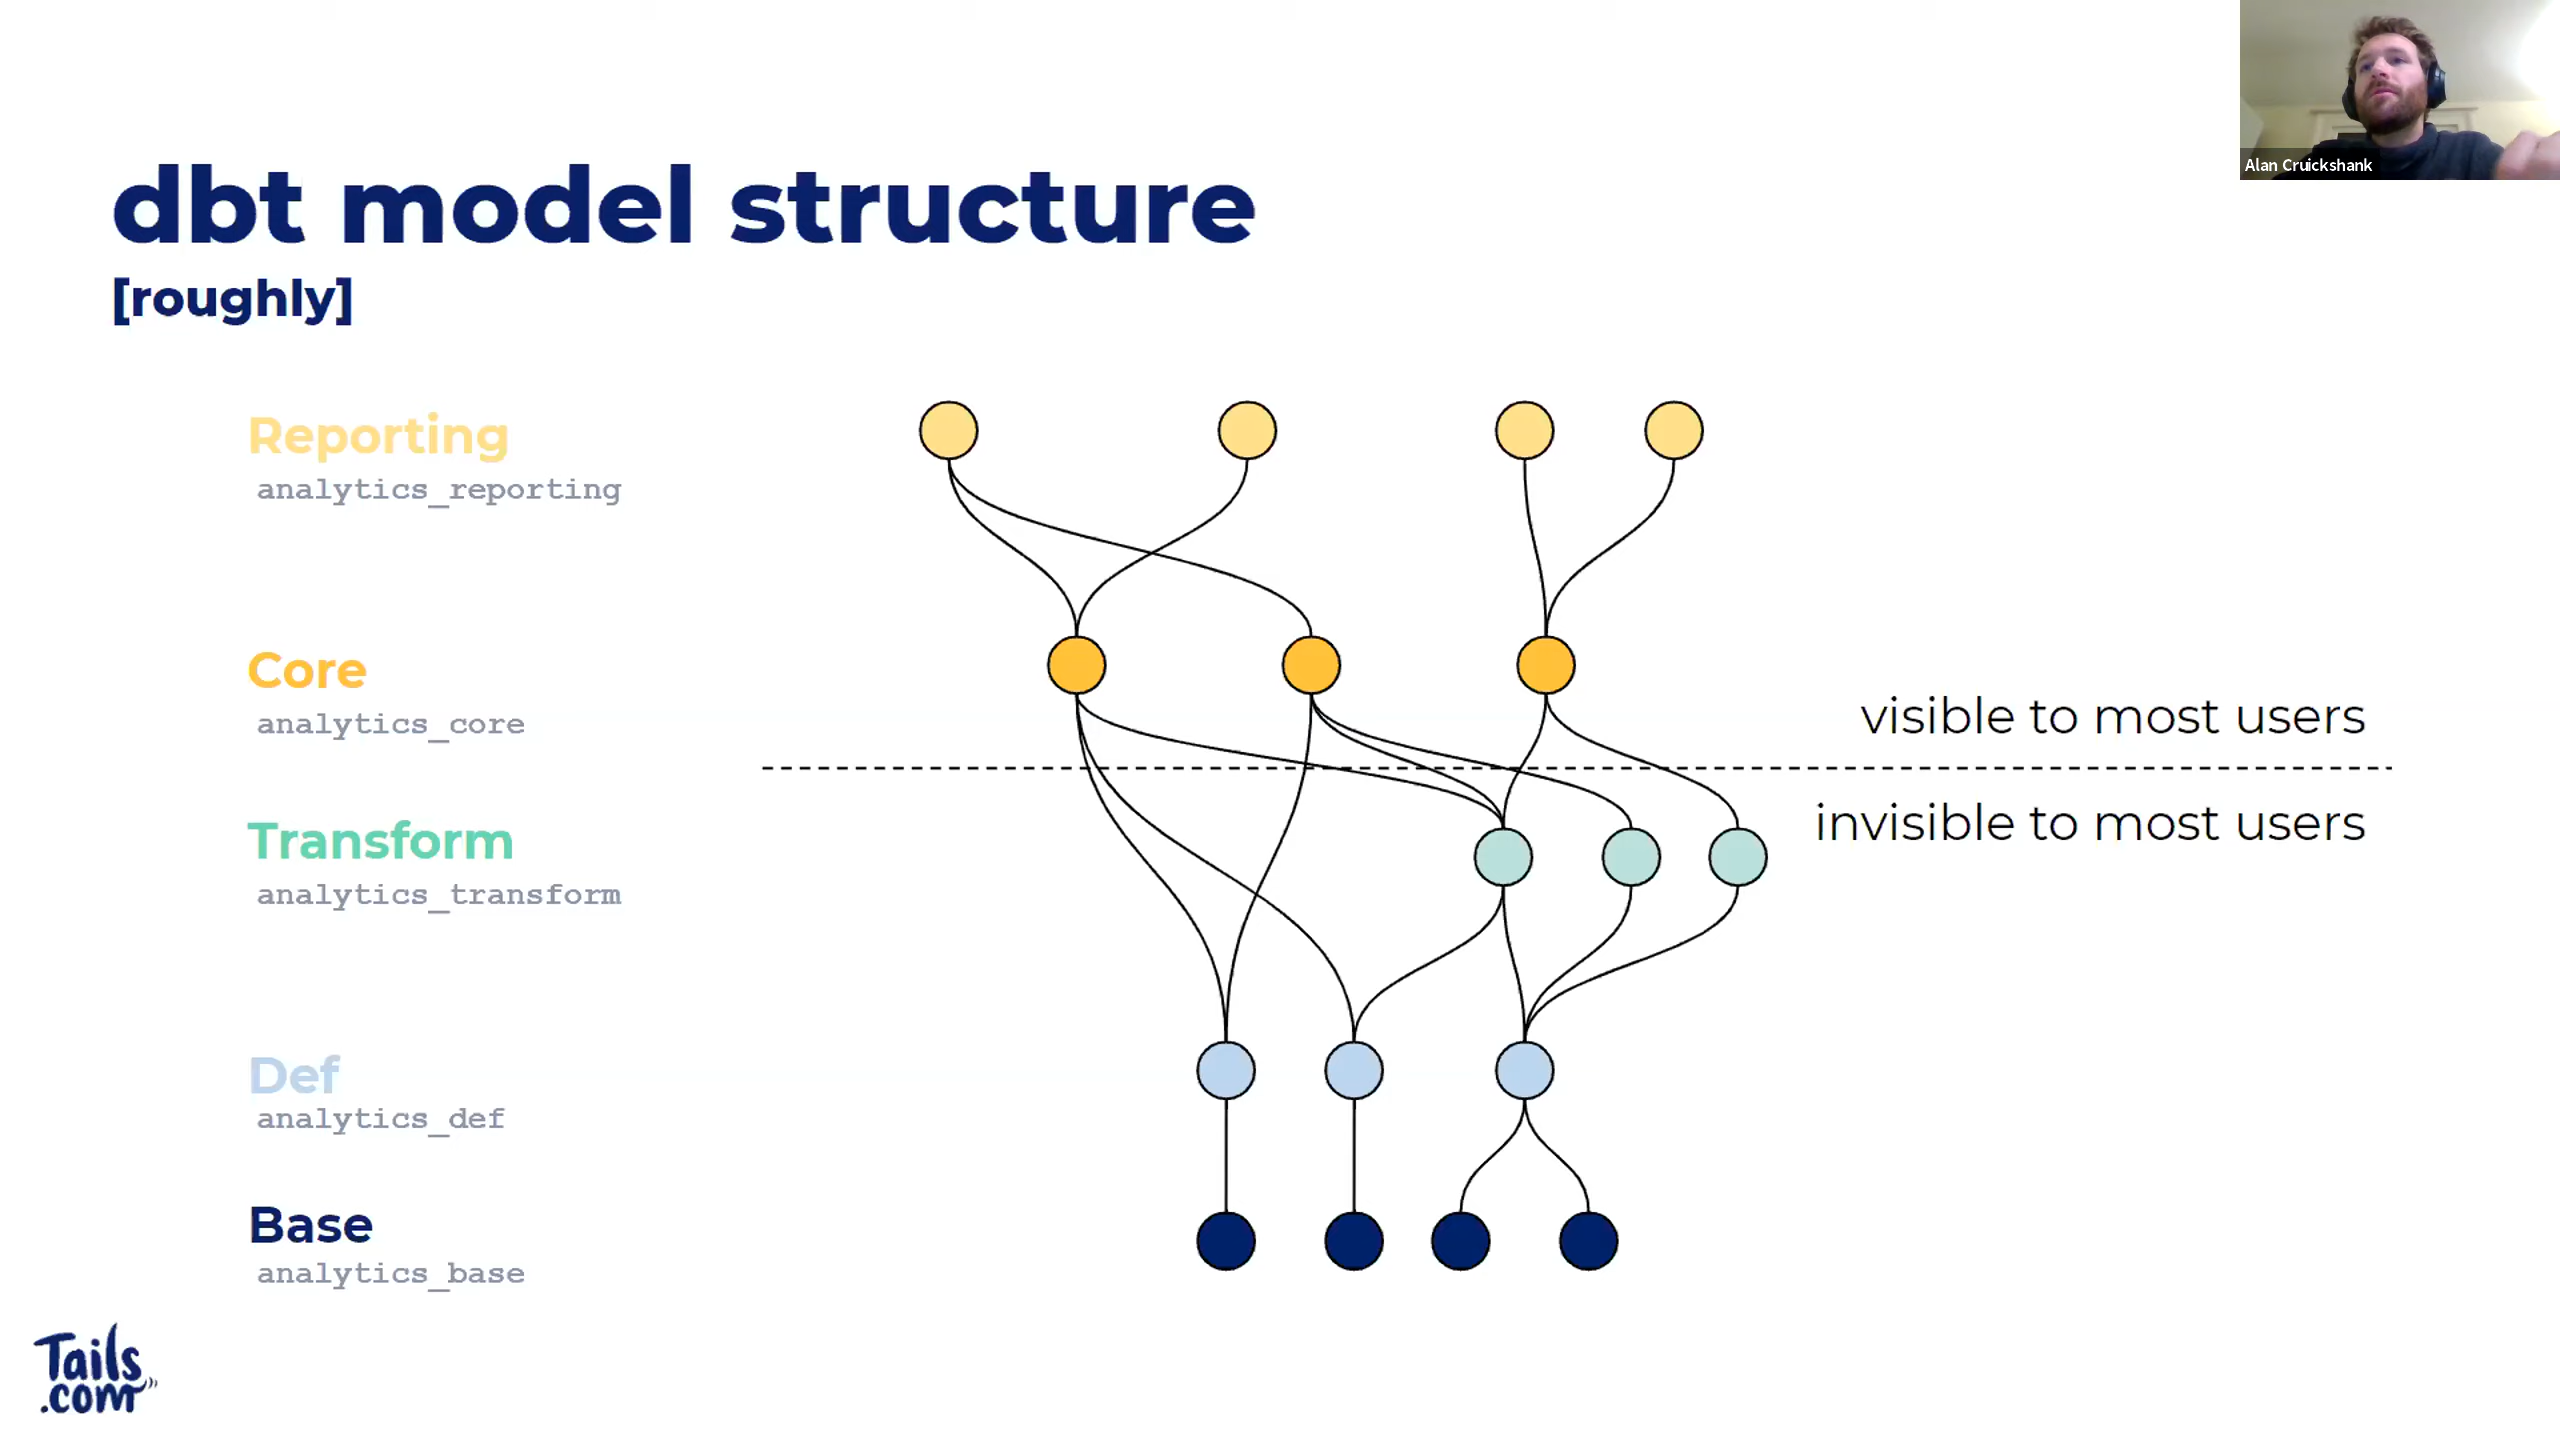 Alan Cruickshank
dbt model structure
[roughly]
Reporting
analytics_reporting
Core
analytics_core
visible to most users
invisible to most users
Transform
analytics_transform
Def
analytics_def
Base
analytics_base
Tails
.com